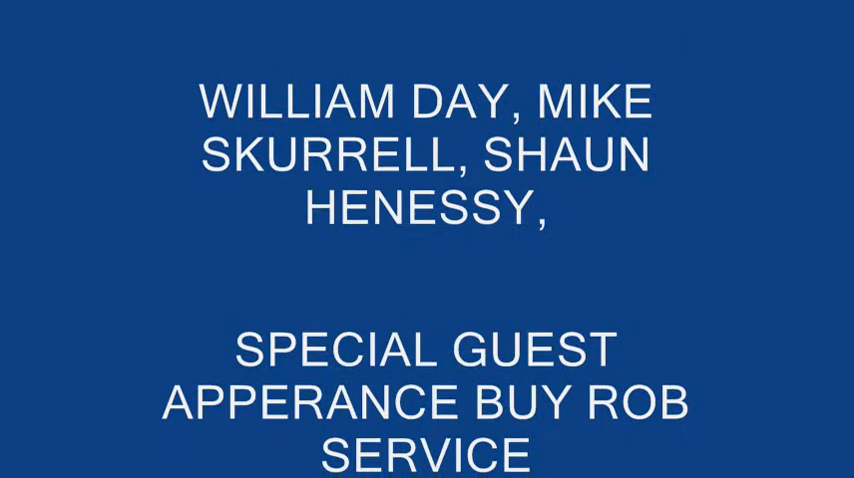 WILLIAM DAY, MIKE
SKURRELL, SHAUN
HENESSY,
SPECIAL GUEST
APPERANCE BUY ROB
SERVICE